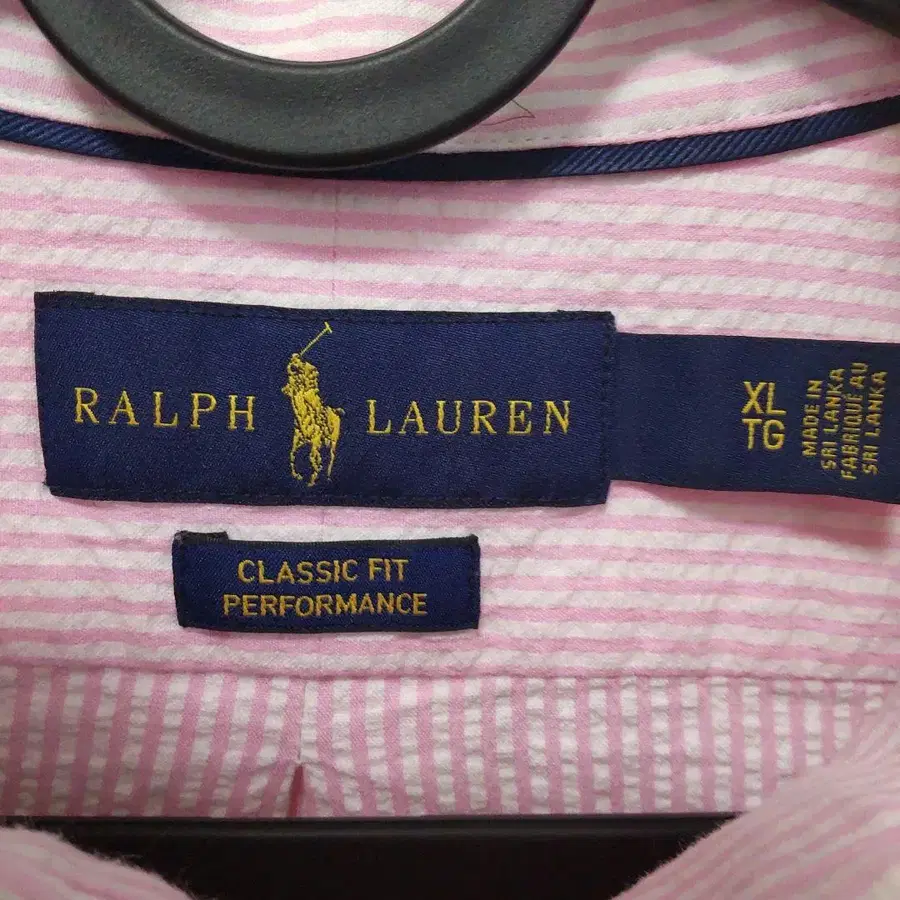 RALPH LAUREN
XL
TG
MADE IN
SRI LANKA
FABRIQUÉ AU
SRI LANKA
CLASSIC FIT
PERFORMANCE